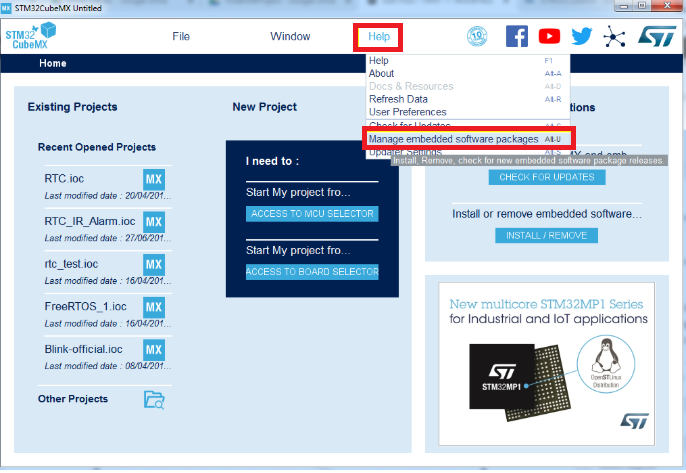 MX STM32CubeMX Untitled
STM32
CubeMX
File
Window
Help
10
Home
Help F1
About Alt-A
Docs & Resources Alt-D
Refresh Data Alt-R
User Preferences
Check for Updates
Manage embedded software packages Alt-U
Updater Settings Alt-S
Install, Remove, check for new embedded software package releases.
Existing Projects
Recent Opened Projects
RTC.ioc MX
Last modified date : 20/04/201...
RTC_IR_Alarm.ioc MX
Last modified date : 27/06/201...
rtc_test.ioc MX
Last modified date : 16/04/201...
FreeRTOS_1.ioc MX
Last modified date : 16/04/201...
Blink-official.ioc MX
Last modified date : 08/04/201...
Other Projects
New Project
I need to :
Start My project fro...
ACCESS TO MCU SELECTOR
Start My project fro...
ACCESS TO BOARD SELECTOR
CHECK FOR UPDATES
Install or remove embedded software...
INSTALL / REMOVE
New multicore STM32MP1 Series
for Industrial and IoT applications
STM32MP1
OpenSTLinux
Distribution